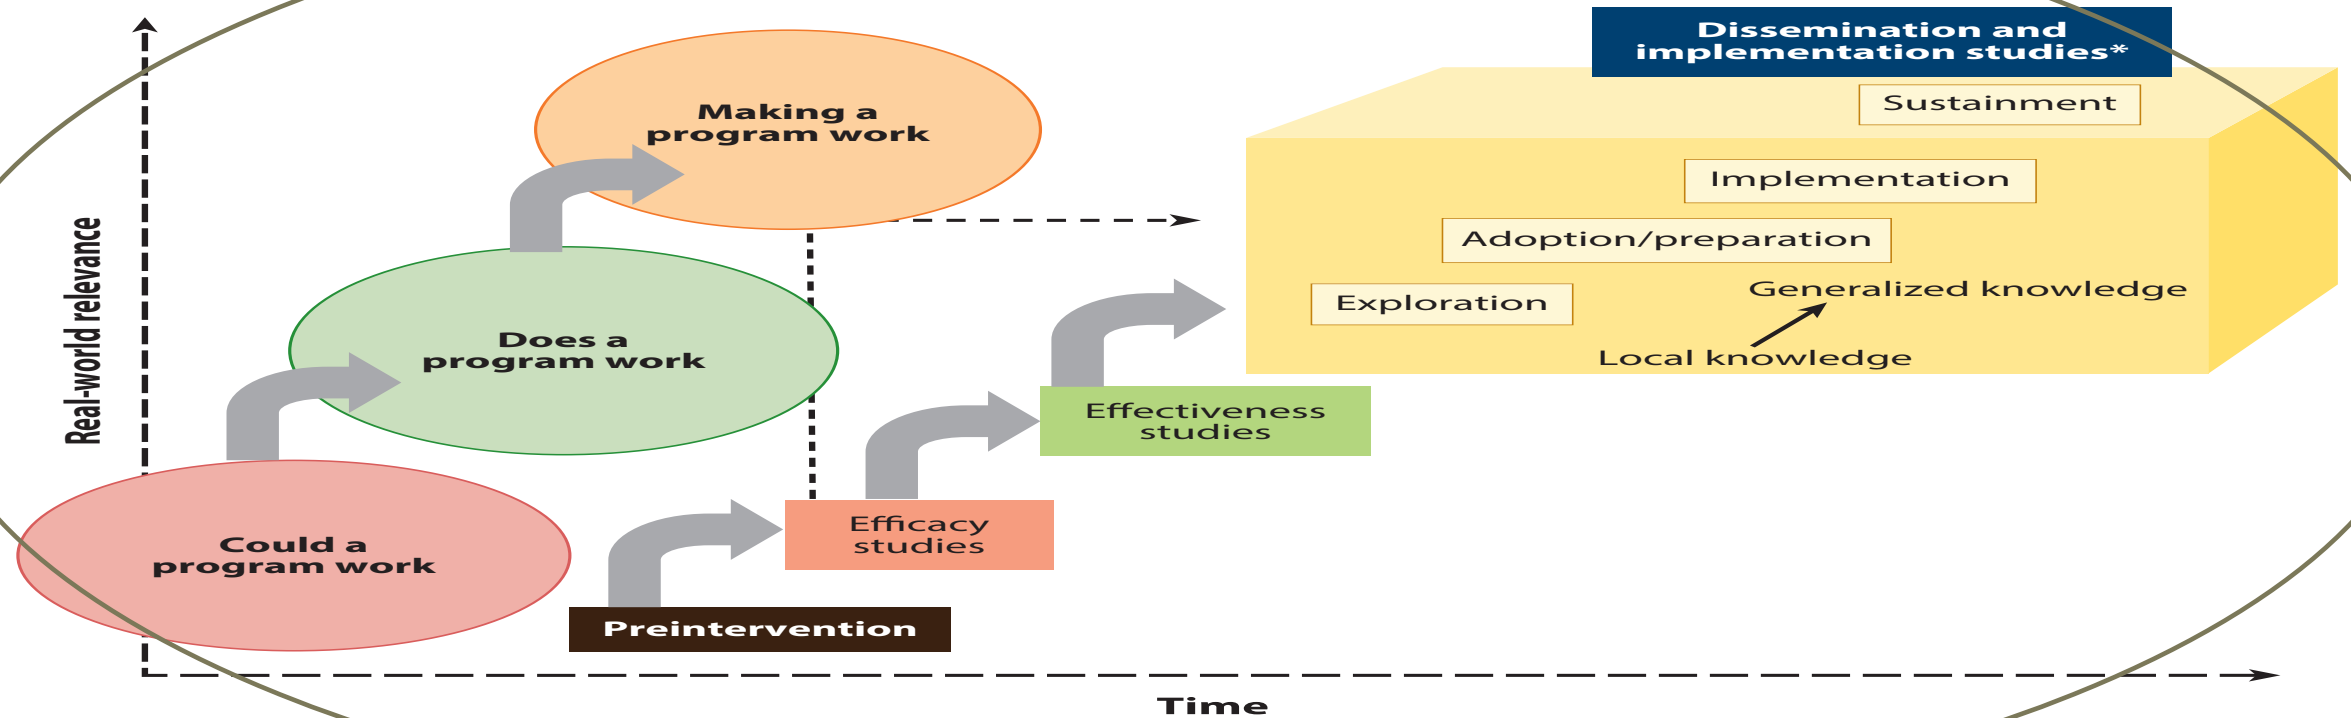 Dissemination and
implementation studies*
Sustainment
Making a
program work
Implementation
Adoption/preparation
Generalized knowledge
Exploration
Local knowledge
Real-world relevance
Does a
program work
Effectiveness
studies
Efficacy
studies
Could a
program work
Preintervention
Time